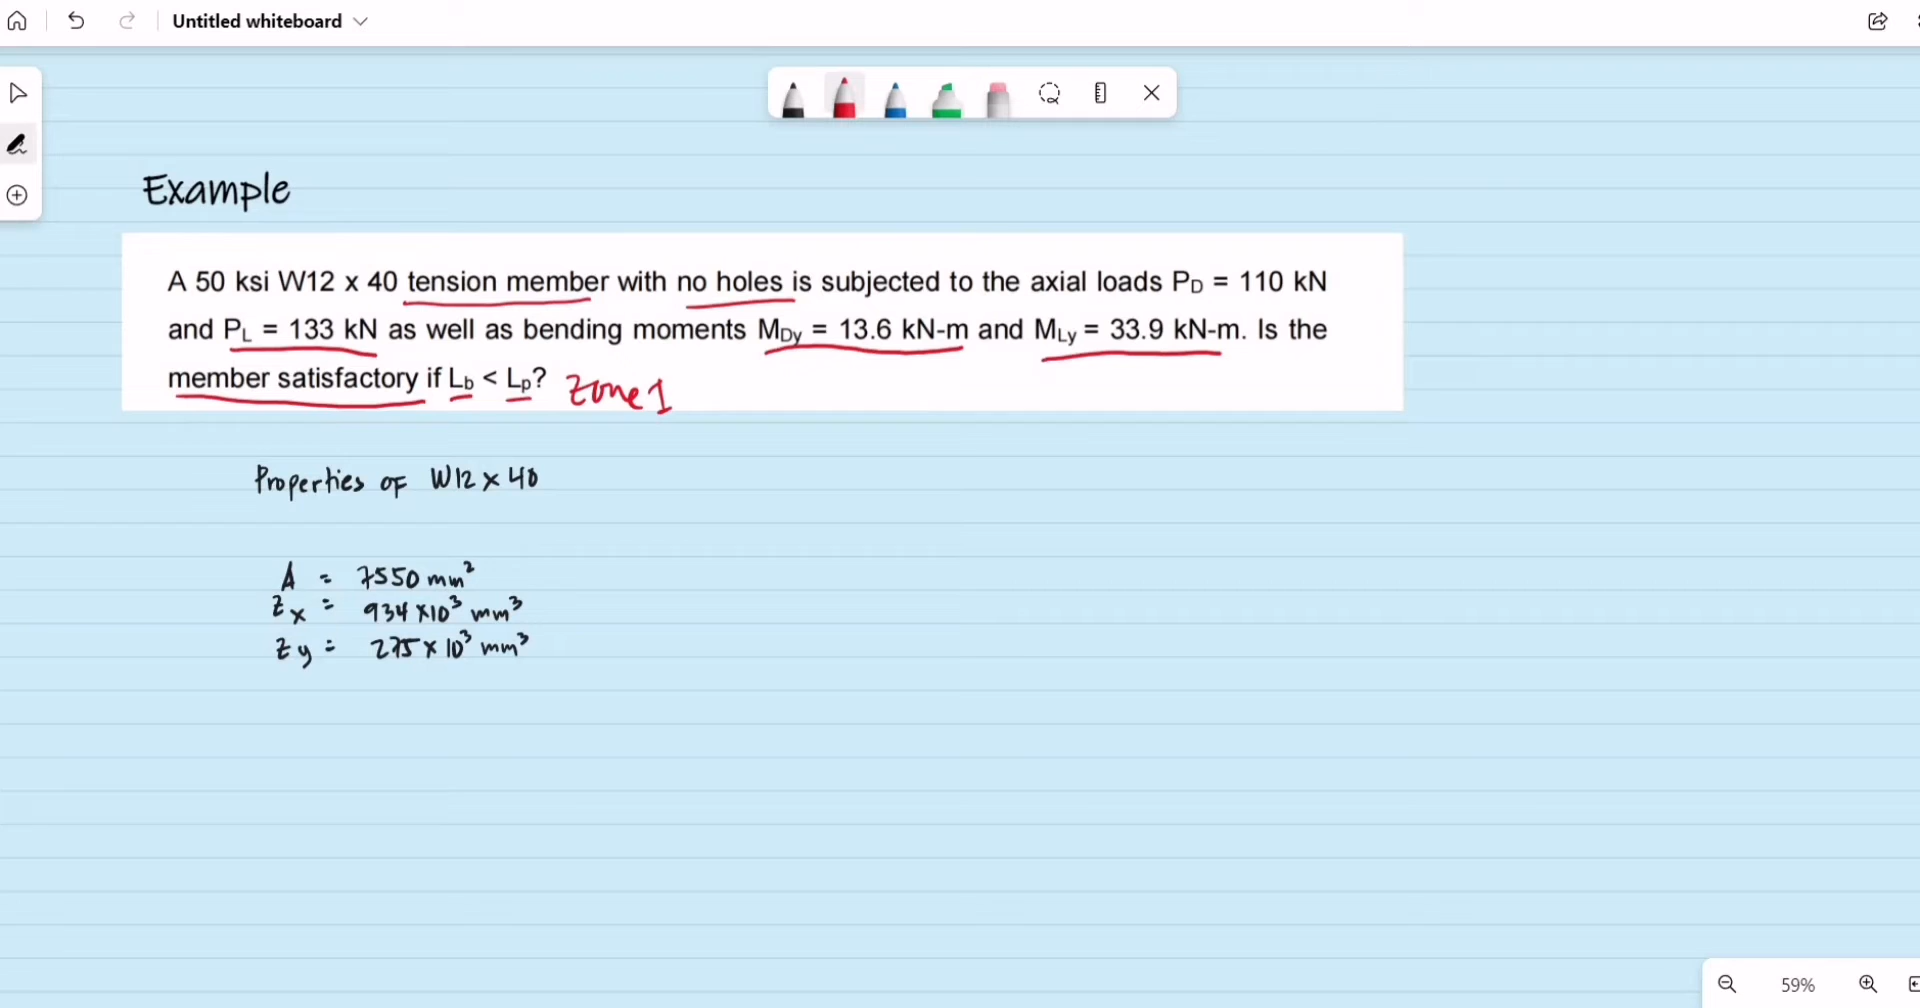 Untitled whiteboard
Example
A 50 ksi W12 x 40 tension member with no holes is subjected to the axial loads PD = 110 kN
and PL = 133 kN as well as bending moments MDy = 13.6 kN-m and MLy = 33.9 kN-m. Is the
member satisfactory if Lb < Lp? Zone 1
Properties of W12 x 40
A = 7550 mm²
Zx = 934 x10³ mm³
Zy = 275 x 10³ mm³
59%